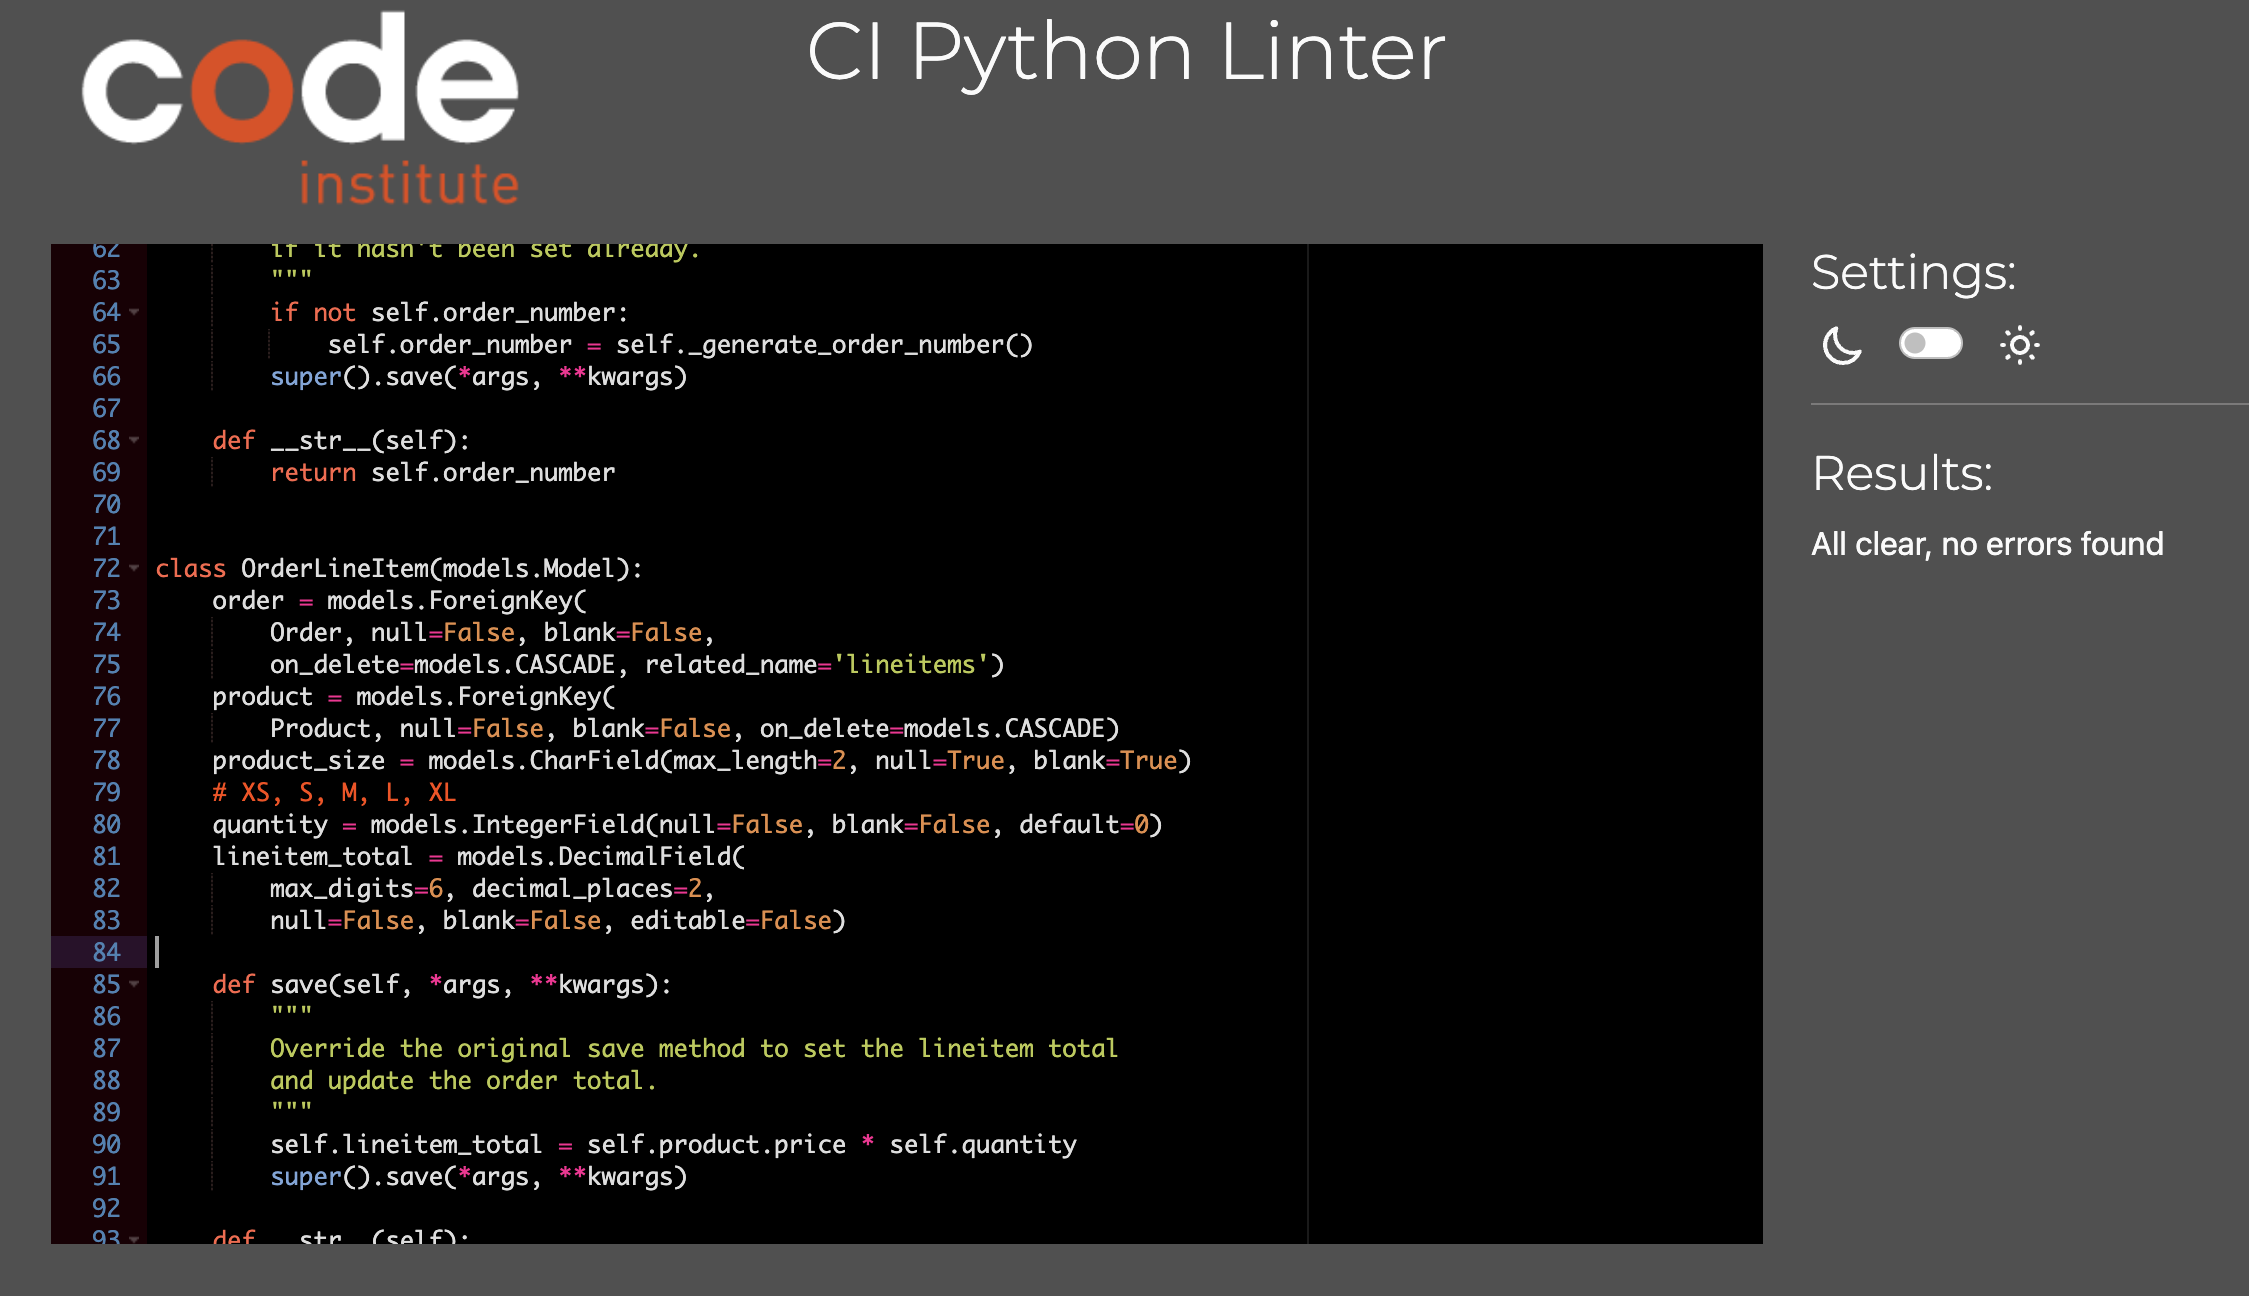 code
institute
CI Python Linter
62 if it hasn't been set already.
63 """
64 if not self.order_number:
65 self.order_number = self._generate_order_number()
66 super().save(*args, **kwargs)
67
68 def __str__(self):
69 return self.order_number
70
71
72 class OrderLineItem(models.Model):
73 order = models.ForeignKey(
74 Order, null=False, blank=False,
75 on_delete=models.CASCADE, related_name='lineitems')
76 product = models.ForeignKey(
77 Product, null=False, blank=False, on_delete=models.CASCADE)
78 product_size = models.CharField(max_length=2, null=True, blank=True)
79 # XS, S, M, L, XL
80 quantity = models.IntegerField(null=False, blank=False, default=0)
81 lineitem_total = models.DecimalField(
82 max_digits=6, decimal_places=2,
83 null=False, blank=False, editable=False)
84
85 def save(self, *args, **kwargs):
86 """
87 Override the original save method to set the lineitem total
88 and update the order total.
89 """
90 self.lineitem_total = self.product.price * self.quantity
91 super().save(*args, **kwargs)
92
93 def __str__(self):
Settings:
Results:
All clear, no errors found